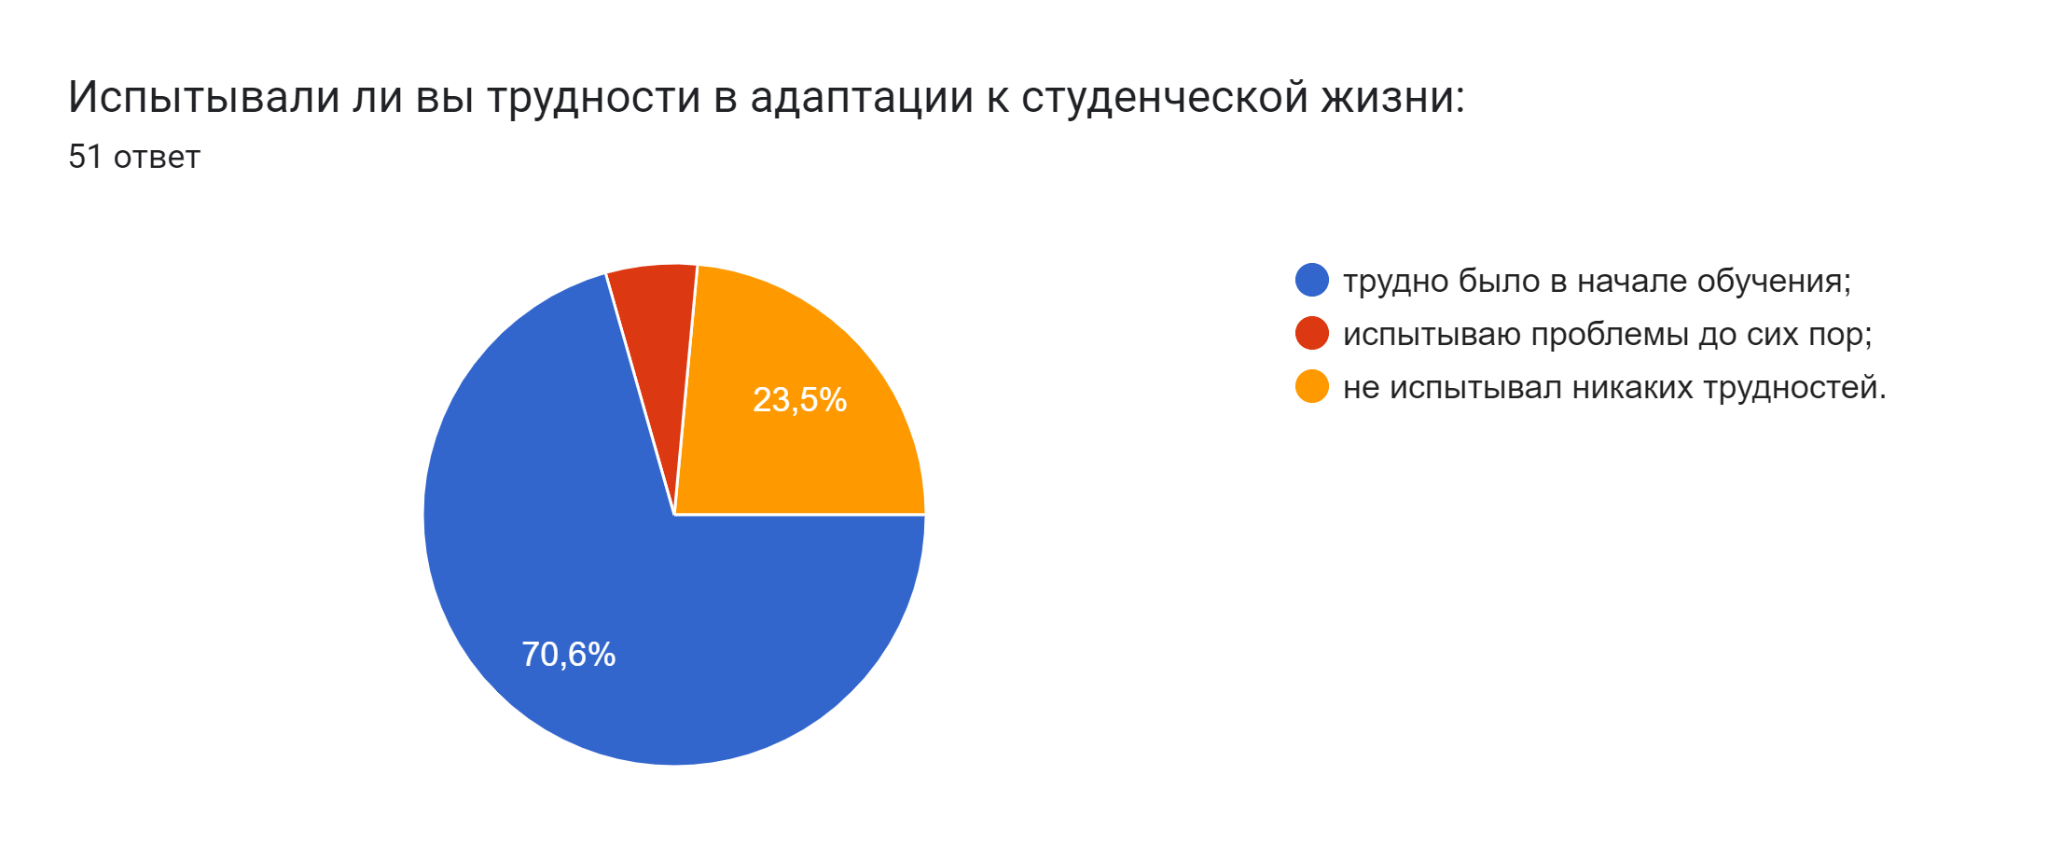 Испытывали ли вы трудности в адаптации к студенческой жизни:
51 ответ
трудно было в начале обучения;
испытываю проблемы до сих пор;
не испытывал никаких трудностей.
23,5%
70,6%